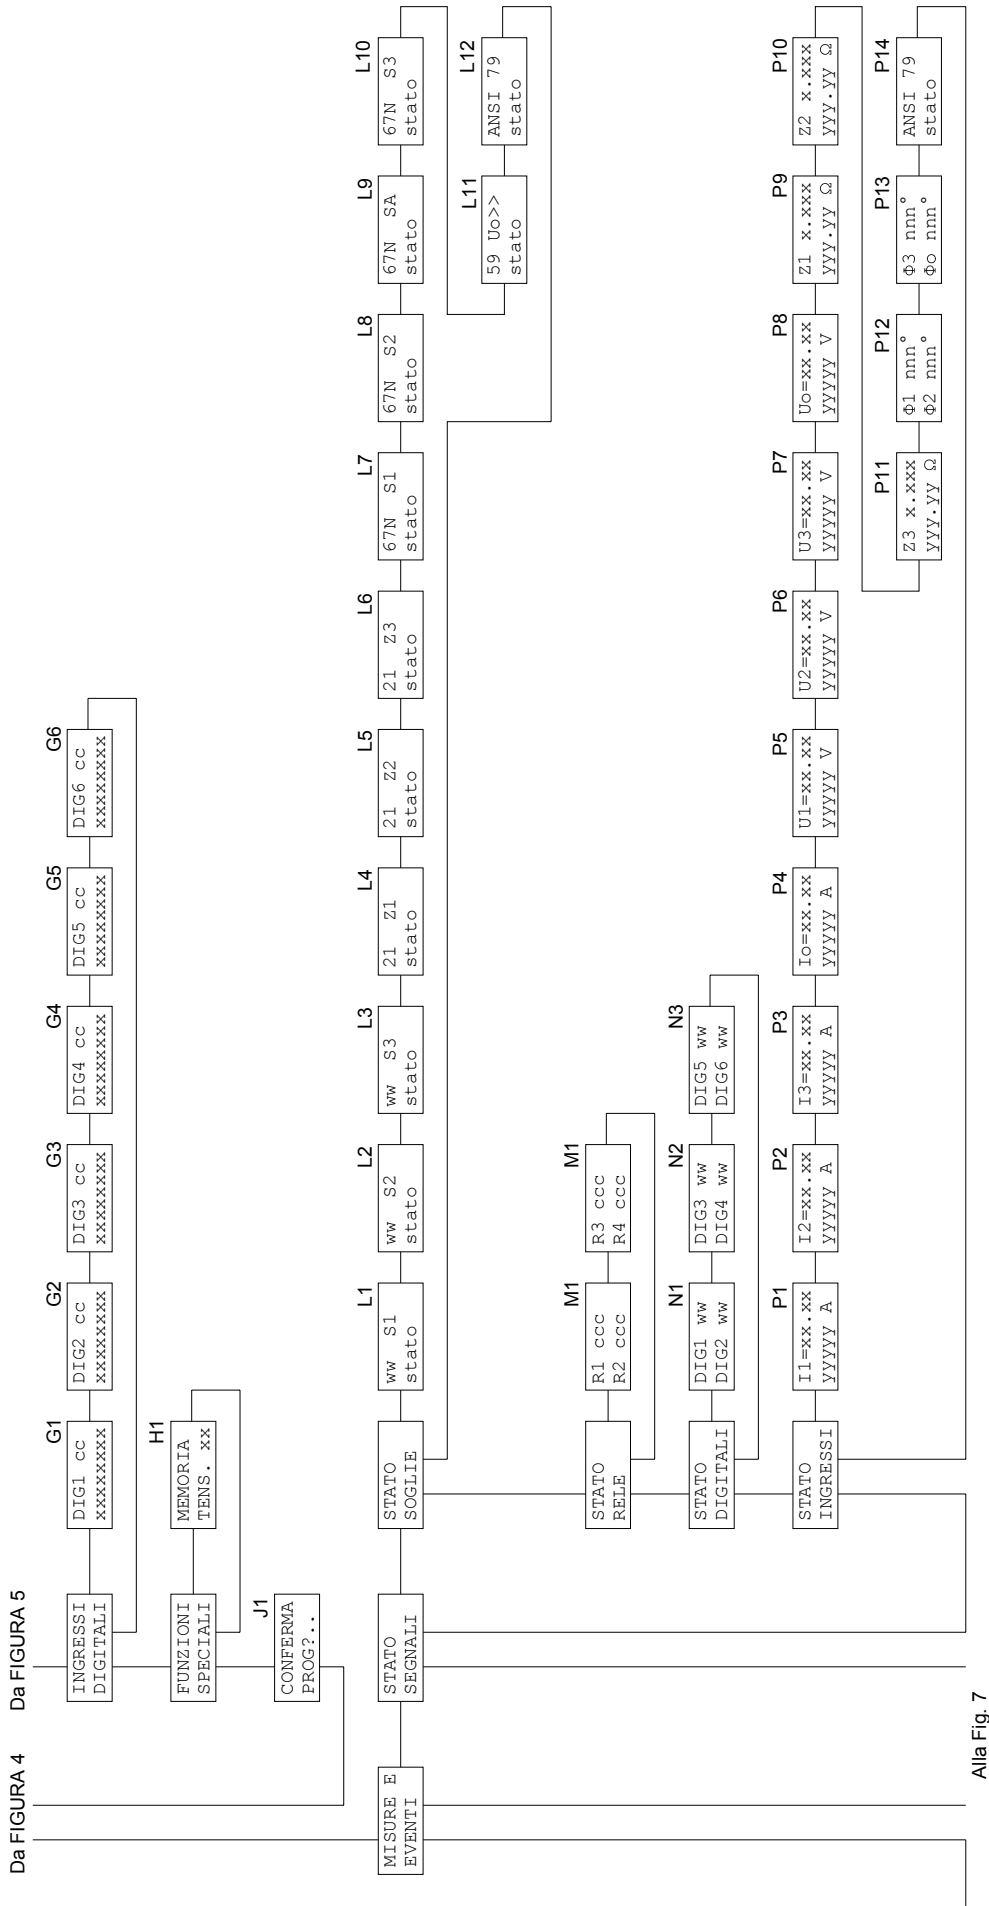 Da FIGURA 4
Da FIGURA 5
INGRESSI
DIGITALI
G1
DIG1 cc
xxxxxxxxx
G2
DIG2 cc
xxxxxxxxx
G3
DIG3 cc
xxxxxxxxx
G4
DIG4 cc
xxxxxxxxx
G5
DIG5 cc
xxxxxxxxx
G6
DIG6 cc
xxxxxxxxx
FUNZIONI
SPECIALI
H1
MEMORIA
TENS. xx
J1
CONFERMA
PROG?..
MISURE E
EVENTI
STATO
SEGNALI
STATO
SOGLIE
L1
ww S1
stato
L2
ww S2
stato
L3
ww S3
stato
L4
21 Z1
stato
L5
21 Z2
stato
L6
21 Z3
stato
L7
67N S1
stato
L8
67N S2
stato
L9
67N SA
stato
L10
67N S3
stato
L11
59 Uo>>
stato
L12
ANSI 79
stato
STATO
RELE
M1
R1 ccc
R2 ccc
M1
R3 ccc
R4 ccc
STATO
DIGITALI
N1
DIG1 ww
DIG2 ww
N2
DIG3 ww
DIG4 ww
N3
DIG5 ww
DIG6 ww
STATO
INGRESSI
P1
I1=xx.xx
yyyyy A
P2
I2=xx.xx
yyyyy A
P3
I3=xx.xx
yyyyy A
P4
Io=xx.xx
yyyyy A
P5
U1=xx.xx
yyyyy V
P6
U2=xx.xx
yyyyy V
P7
U3=xx.xx
yyyyy V
P8
Uo=xx.xx
yyyyy V
P9
Z1 x.xxx
yyy.yy Ω
P10
Z2 x.xxx
yyy.yy Ω
P11
Z3 x.xxx
yyy.yy Ω
P12
Φ1 nnn°
Φ2 nnn°
P13
Φ3 nnn°
Φo nnn°
P14
ANSI 79
stato
Alla Fig. 7